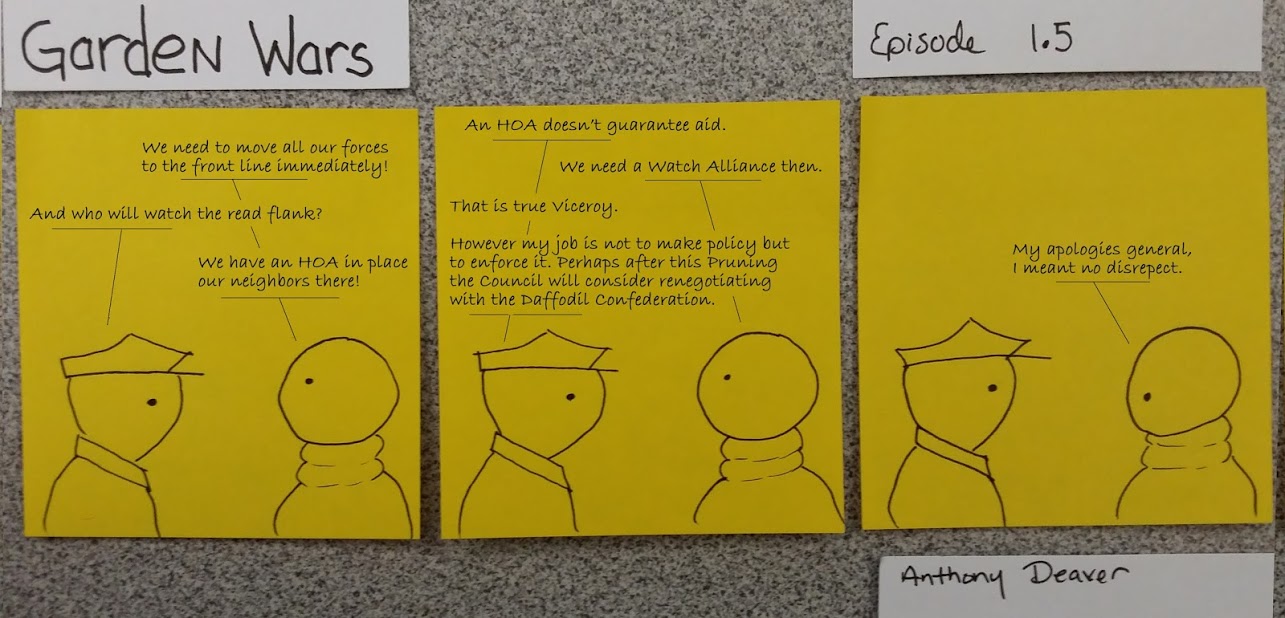 Garden Wars
Episode 1.5
We need to move all our forces
to the front line immediately!
And who will watch the read flank?
We have an HOA in place
our neighbors there!
An HOA doesn't guarantee aid.
We need a Watch Alliance then.
That is true Viceroy.
However my job is not to make policy but
to enforce it. Perhaps after this Pruning
the Council will consider renegotiating
with the Daffodil Confederation.
My apologies general,
I meant no disrepect.
Anthony Deaver